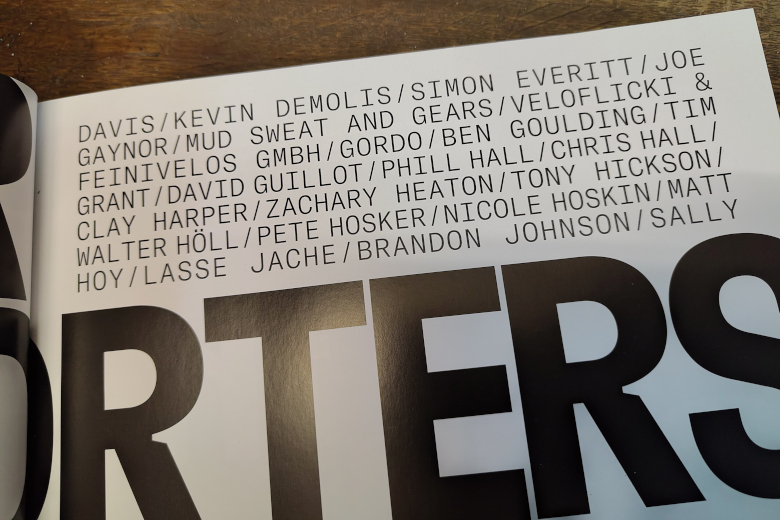 DAVIS/KEVIN DEMOLIS/SIMON EVERITT/JOE
GAYNOR/MUD SWEAT AND GEARS/VELOFLICKI &
FEINIVELOS GMBH/GORDO/BEN GOULDING/TIM
GRANT/DAVID GUILLOT/PHILL HALL/CHRIS HALL/
CLAY HARPER/ZACHARY HEATON/TONY HICKSON/
WALTER HÖLL/PETE HOSKER/NICOLE HOSKIN/MATT
HOY/LASSE JACHE/BRANDON JOHNSON/SALLY
ORTERS